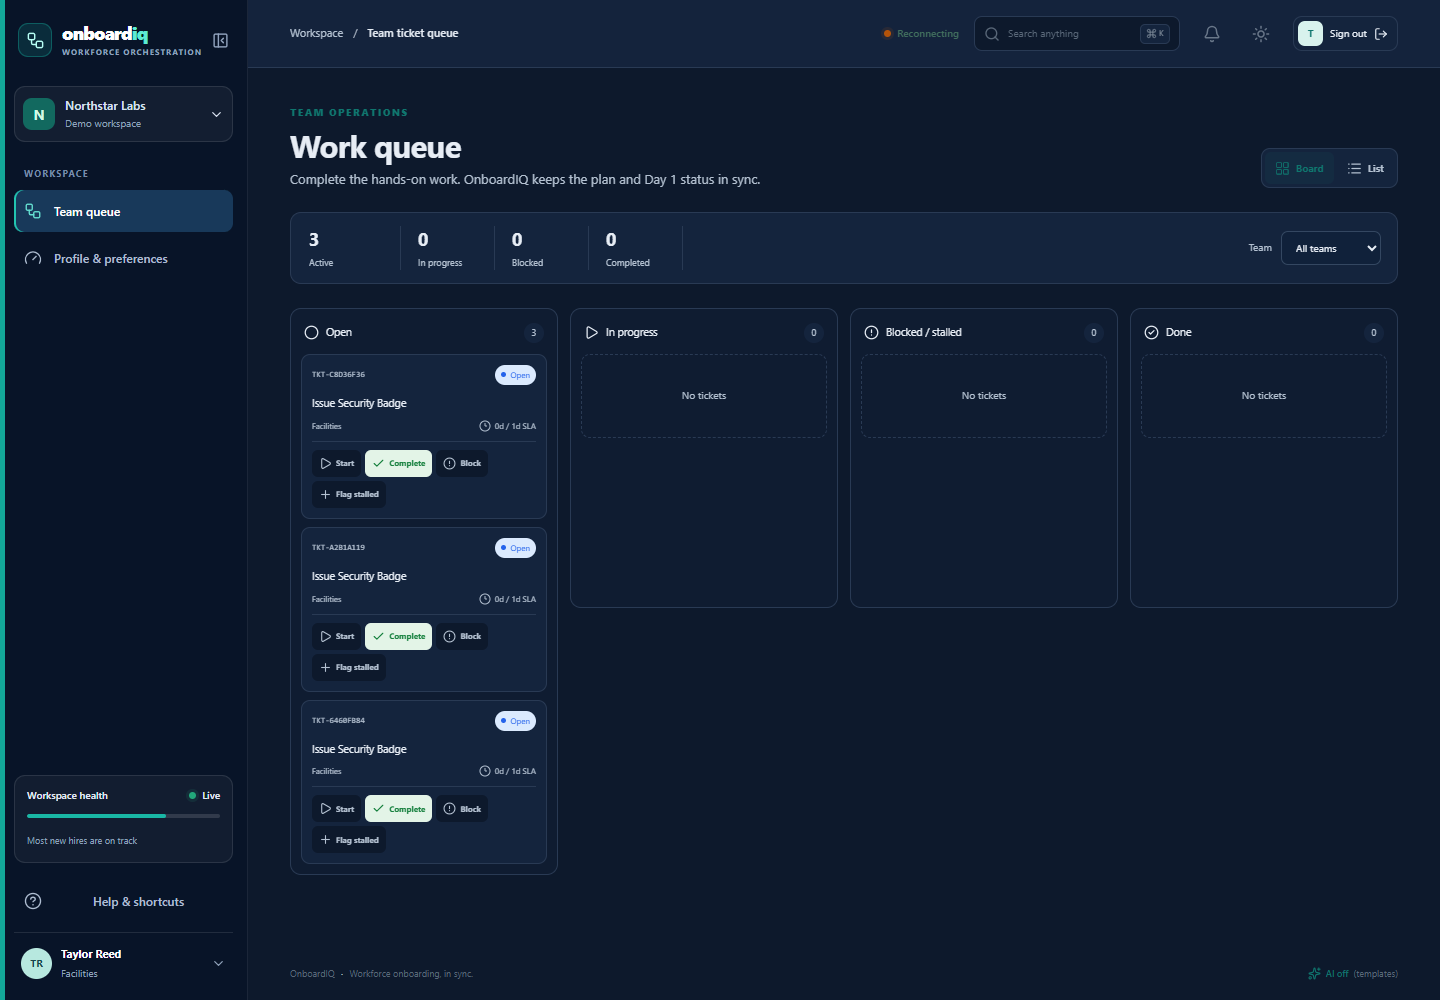 onboardiq
WORKFORCE ORCHESTRATION
N
Northstar Labs
Demo workspace
WORKSPACE
Team queue
Profile & preferences
Workspace health
Live
Most new hires are on track
Help & shortcuts
TR
Taylor Reed
Facilities
Workspace / Team ticket queue
Reconnecting
Search anything
⌘ K
T
Sign out
TEAM OPERATIONS
Work queue
Complete the hands-on work. OnboardIQ keeps the plan and Day 1 status in sync.
Board
List
3
Active
0
In progress
0
Blocked
0
Completed
Team
All teams
Open
3
TKT-C8D36F36
Open
Issue Security Badge
Facilities
0d / 1d SLA
Start
Complete
Block
Flag stalled
TKT-A2B1A119
Open
Issue Security Badge
Facilities
0d / 1d SLA
Start
Complete
Block
Flag stalled
TKT-6460FB84
Open
Issue Security Badge
Facilities
0d / 1d SLA
Start
Complete
Block
Flag stalled
In progress
0
No tickets
Blocked / stalled
0
No tickets
Done
0
No tickets
OnboardIQ · Workforce onboarding, in sync.
AI off (templates)